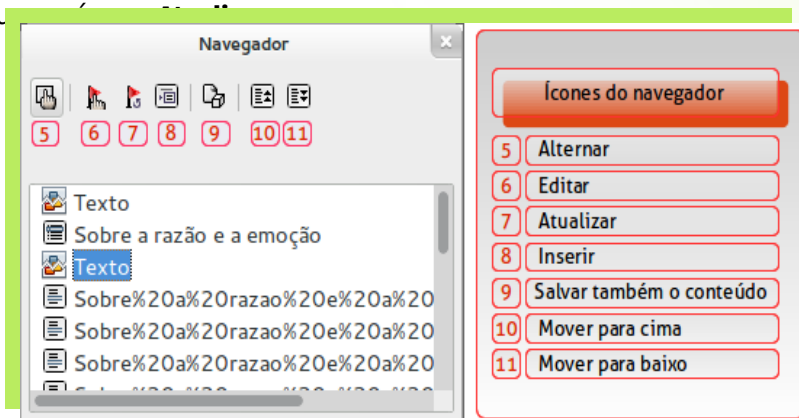 Navegador
5 6 7 8 9 10 11
Texto
Sobre a razão e a emoção
Texto
Sobre%20a%20razao%20e%20a%20
Sobre%20a%20razao%20e%20a%20
Sobre%20a%20razao%20e%20a%20
Ícones do navegador
5 Alternar
6 Editar
7 Atualizar
8 Inserir
9 Salvar também o conteúdo
10 Mover para cima
11 Mover para baixo